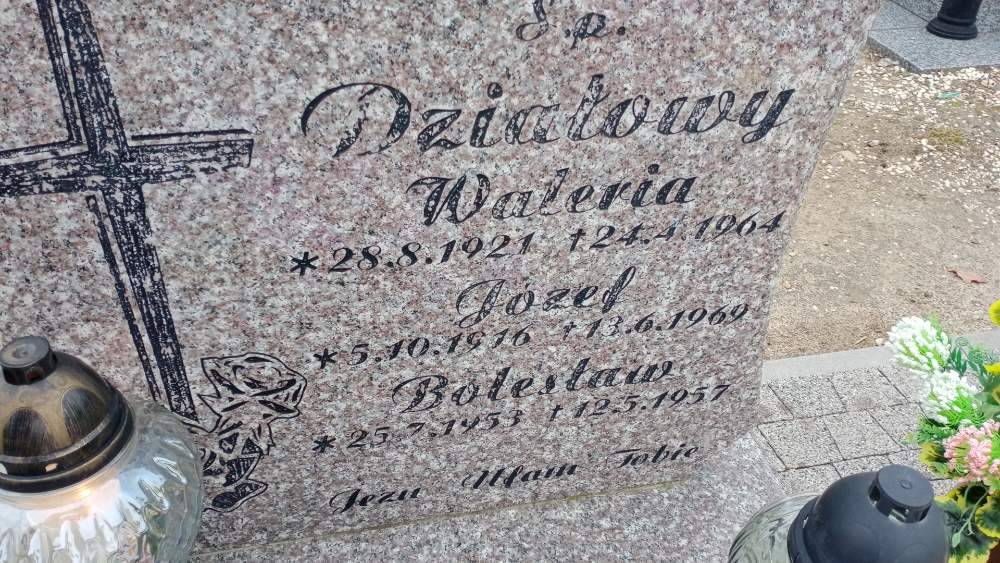 Ś.p.
Działowy
Waleria
*28.8.1921 †24.4.1964
Józef
*5.10.1916 †13.6.1969
Bolesław
*25.7.1953 †12.5.1957
Jezu Ufam Tobie